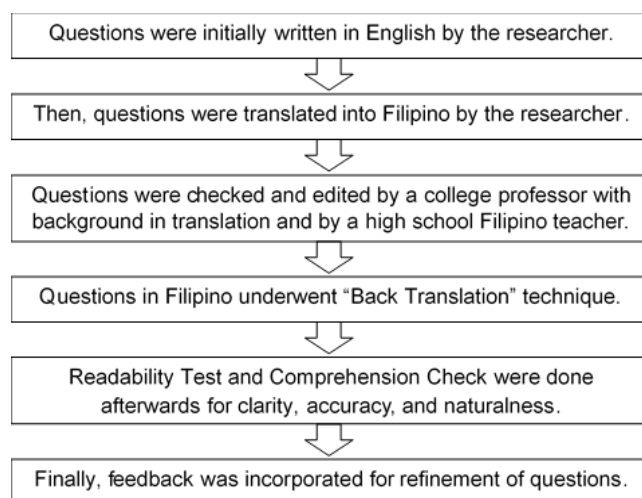 Questions were initially written in English by the researcher.
Then, questions were translated into Filipino by the researcher.
Questions were checked and edited by a college professor with
background in translation and by a high school Filipino teacher.
Questions in Filipino underwent “Back Translation” technique.
Readability Test and Comprehension Check were done
afterwards for clarity, accuracy, and naturalness.
Finally, feedback was incorporated for refinement of questions.